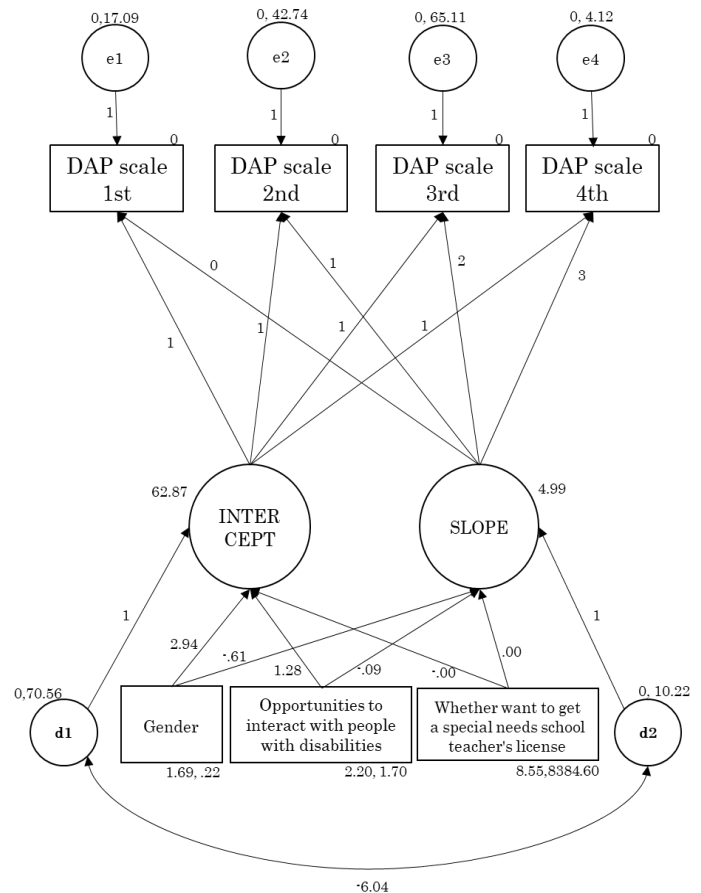 0,17.09
0, 42.74
0, 65.11
0, 4.12
e1
e2
e3
e4
1
1
1
1
0
0
0
0
DAP scale
1st
DAP scale
2nd
DAP scale
3rd
DAP scale
4th
0
1
2
3
1
1
1
1
62.87
4.99
INTER
CEPT
SLOPE
1
1
2.94
-.61
1.28
-.09
-.00
.00
0,70.56
0, 10.22
d1
Gender
Opportunities to
interact with people
with disabilities
Whether want to get
a special needs school
teacher's license
d2
1.69, .22
2.20, 1.70
8.55,8384.60
-6.04